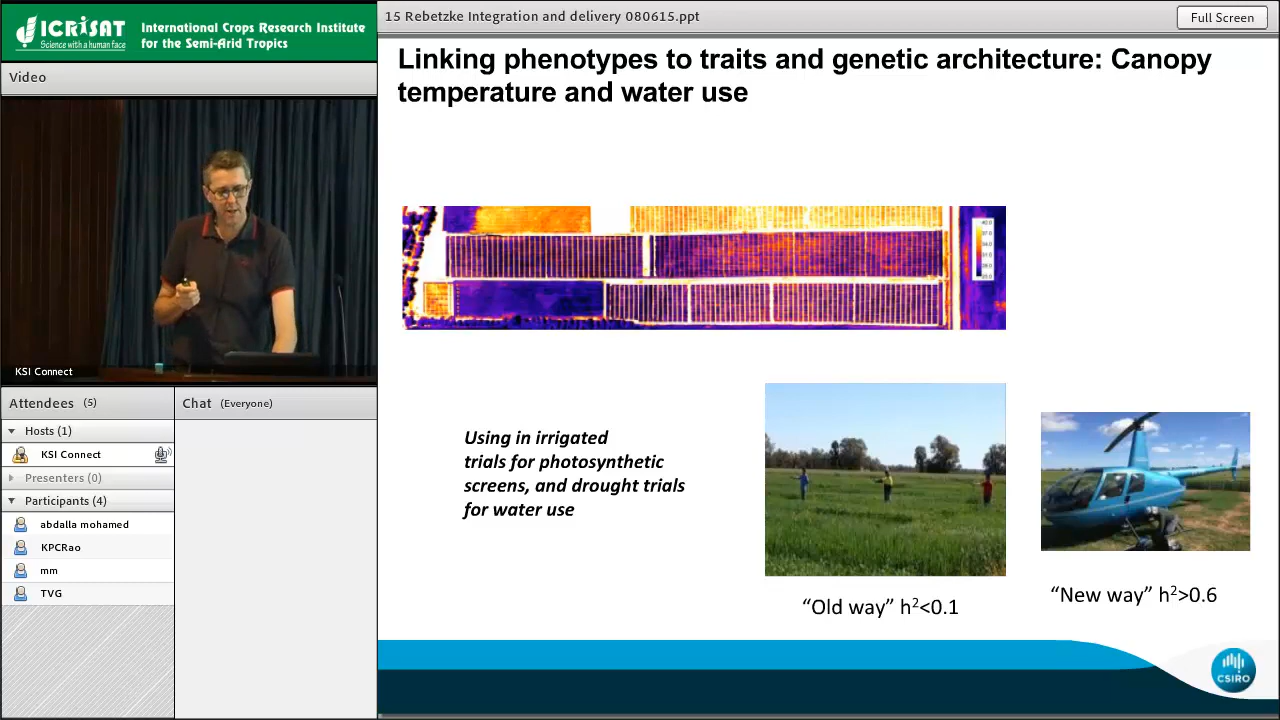 ICRISAT
Science with a human face
International Crops Research Institute
for the Semi-Arid Tropics
15 Rebetzke Integration and delivery 080615.ppt
Full Screen
Video
KSI Connect
Attendees (5)
Hosts (1)
KSI Connect
Presenters (0)
Participants (4)
abdalla mohamed
KPCRao
mm
TVG
Chat (Everyone)
Linking phenotypes to traits and genetic architecture: Canopy
temperature and water use
Using in irrigated
trials for photosynthetic
screens, and drought trials
for water use
“Old way” h²<0.1
“New way” h²>0.6
CSIRO